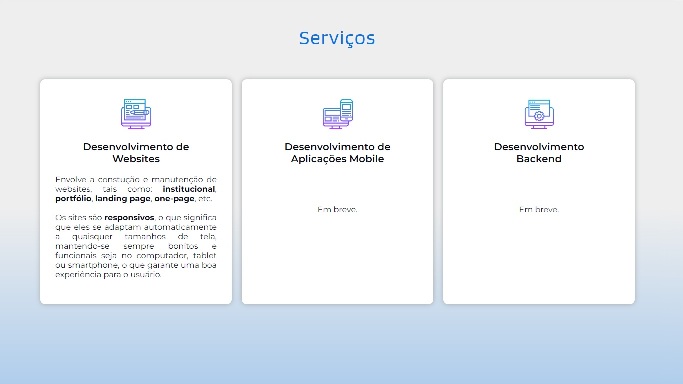 Serviços
Desenvolvimento de
Websites
Envolve a constução e manutenção de
websites, tais como: institucional,
portfólio, landing page, one-page, etc.
Os sites são responsivos, o que significa
que eles se adaptam automaticamente
a quaisquer tamanhos de tela,
mantendo-se sempre bonitos e
funcionais seja no computador, tablet
ou smartphone, o que garante uma boa
experiência para o usuário.
Desenvolvimento de
Aplicações Mobile
Em breve.
Desenvolvimento
Backend
Em breve.